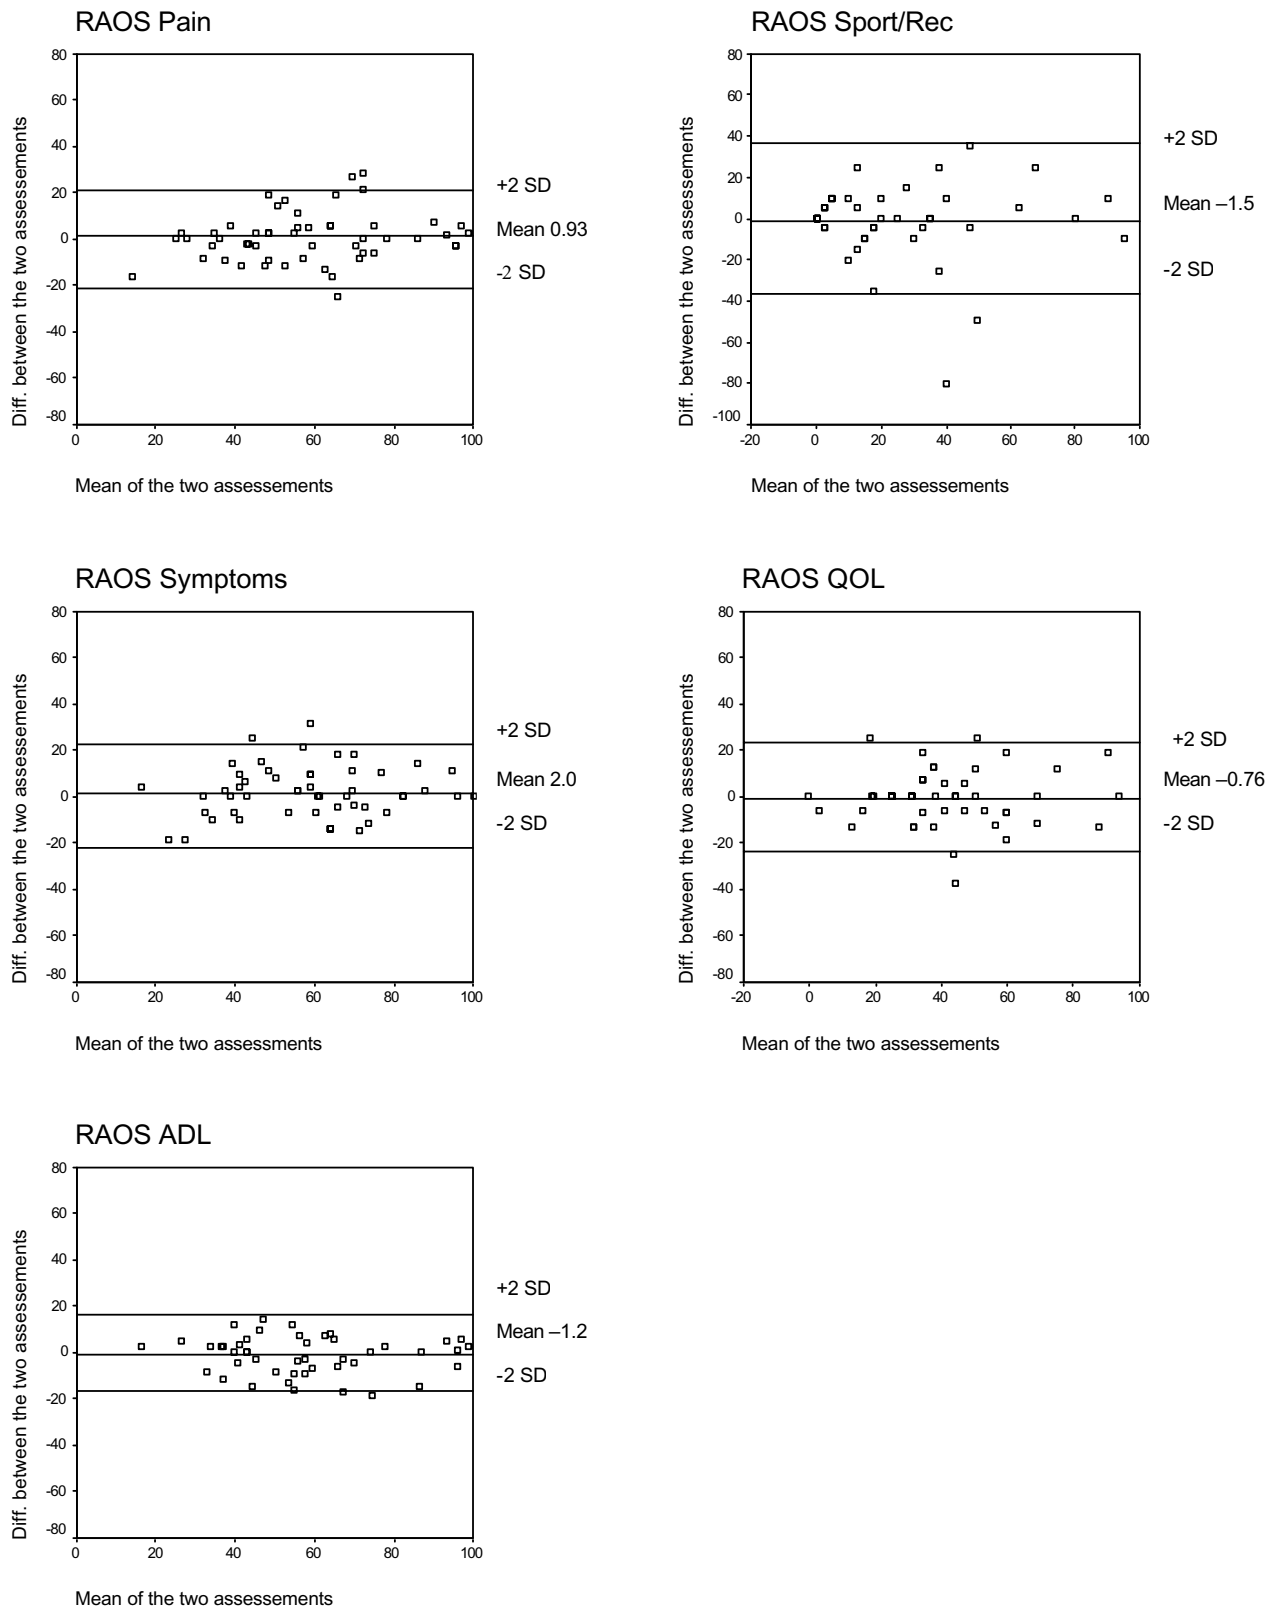 RAOS Pain
Diff. between the two assessments
80
60
40
20
0
-20
-40
-60
-80
0 20 40 60 80 100
+2 SD
Mean 0.93
-2 SD
Mean of the two assessements
RAOS Sport/Rec
Diff. between the two assessments
80
60
40
20
0
-20
-40
-60
-80
-100
-20 0 20 40 60 80 100
+2 SD
Mean –1.5
-2 SD
Mean of the two assessements
RAOS Symptoms
Diff. between the two assessments
80
60
40
20
0
-20
-40
-60
-80
0 20 40 60 80 100
+2 SD
Mean 2.0
-2 SD
Mean of the two assessments
RAOS QOL
Diff. between the two assessments
80
60
40
20
0
-20
-40
-60
-80
-20 0 20 40 60 80 100
+2 SD
Mean –0.76
-2 SD
Mean of the two assessements
RAOS ADL
Diff. between the two assessments
80
60
40
20
0
-20
-40
-60
-80
0 20 40 60 80 100
+2 SD
Mean –1.2
-2 SD
Mean of the two assessements